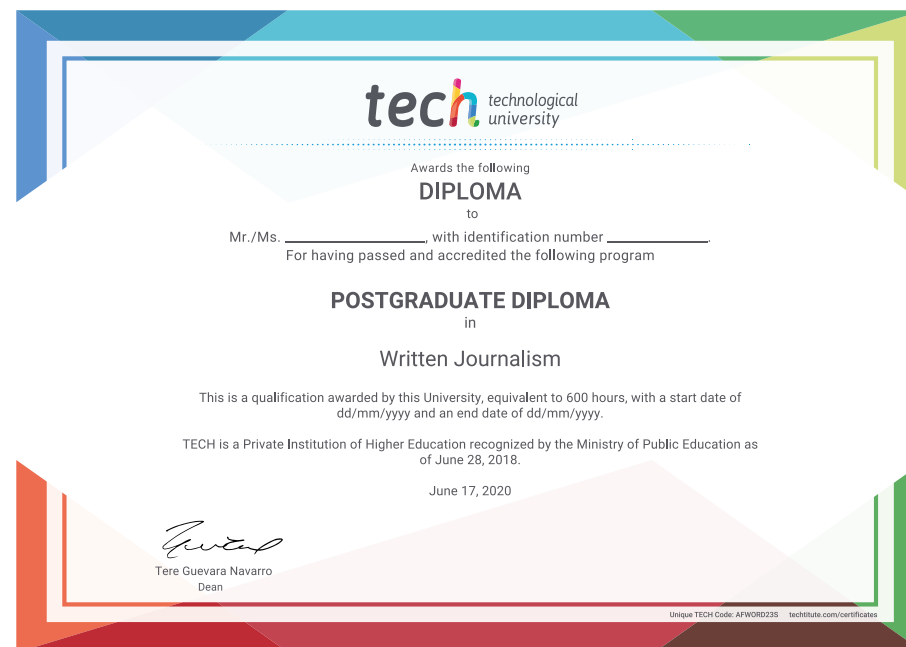 tech technological
university
Awards the following
DIPLOMA
to
Mr./Ms. ____________________, with identification number ______________.
For having passed and accredited the following program
POSTGRADUATE DIPLOMA
in
Written Journalism
This is a qualification awarded by this University, equivalent to 600 hours, with a start date of
dd/mm/yyyy and an end date of dd/mm/yyyy.
TECH is a Private Institution of Higher Education recognized by the Ministry of Public Education as
of June 28, 2018.
June 17, 2020
Tere Guevara Navarro
Dean
Unique TECH Code: AFWORD23S techtitute.com/certificates